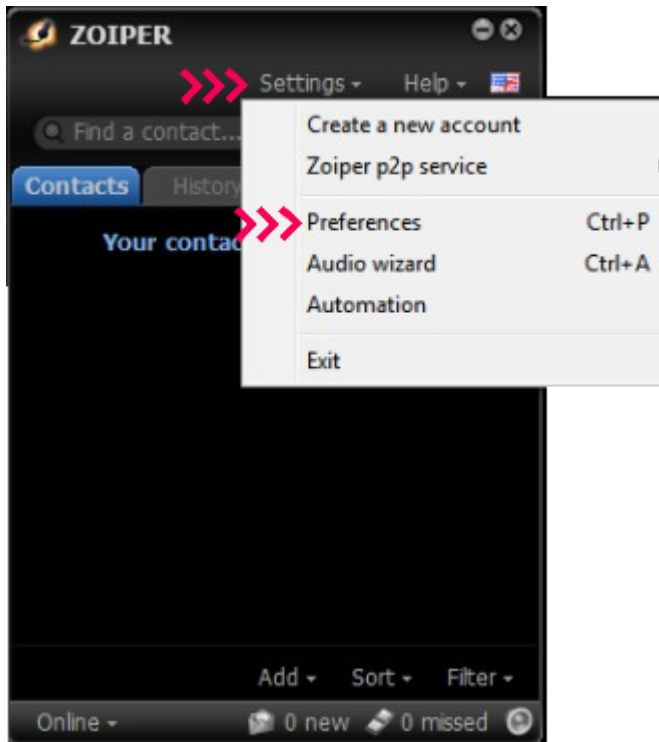 ZOIPER
Settings Help
Find a contact...
Create a new account
Zoiper p2p service
Contacts History
Preferences Ctrl+P
Your contac
Audio wizard Ctrl+A
Automation
Exit
Add Sort Filter
Online 0 new 0 missed